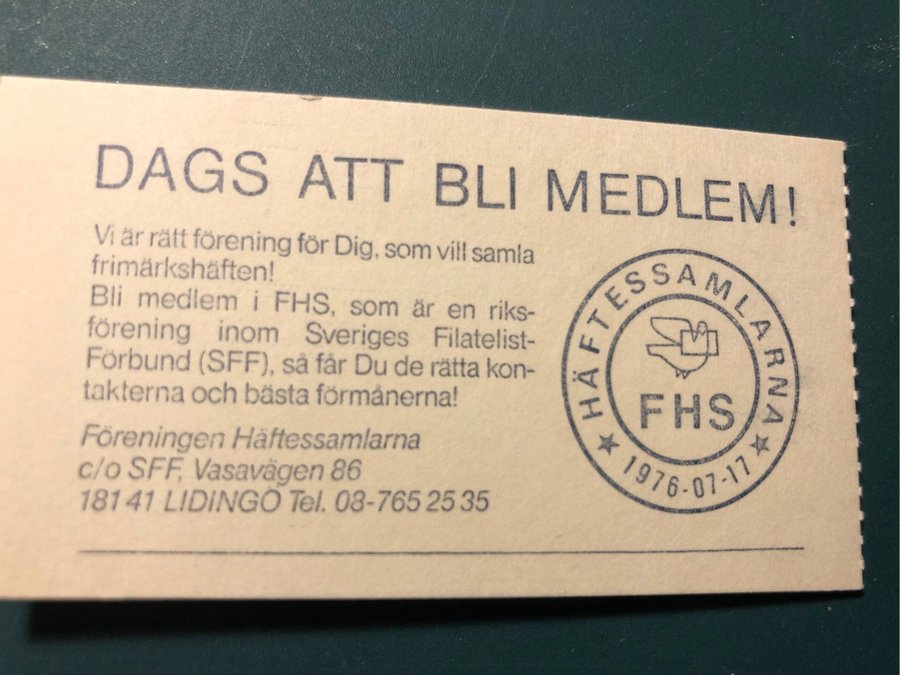 DAGS ATT BLI MEDLEM!
Vi är rätt förening för Dig, som vill samla
frimärkshäften!
Bli medlem i FHS, som är en riks-
förening inom Sveriges Filatelist-
Förbund (SFF), så får Du de rätta kon-
takterna och bästa förmånerna!
Föreningen Häftessamlarna
c/o SFF, Vasavägen 86
181 41 LIDINGÖ Tel. 08-765 25 35
HÄFTESSAMLARNA
FHS
★ 1976-07-17 ★